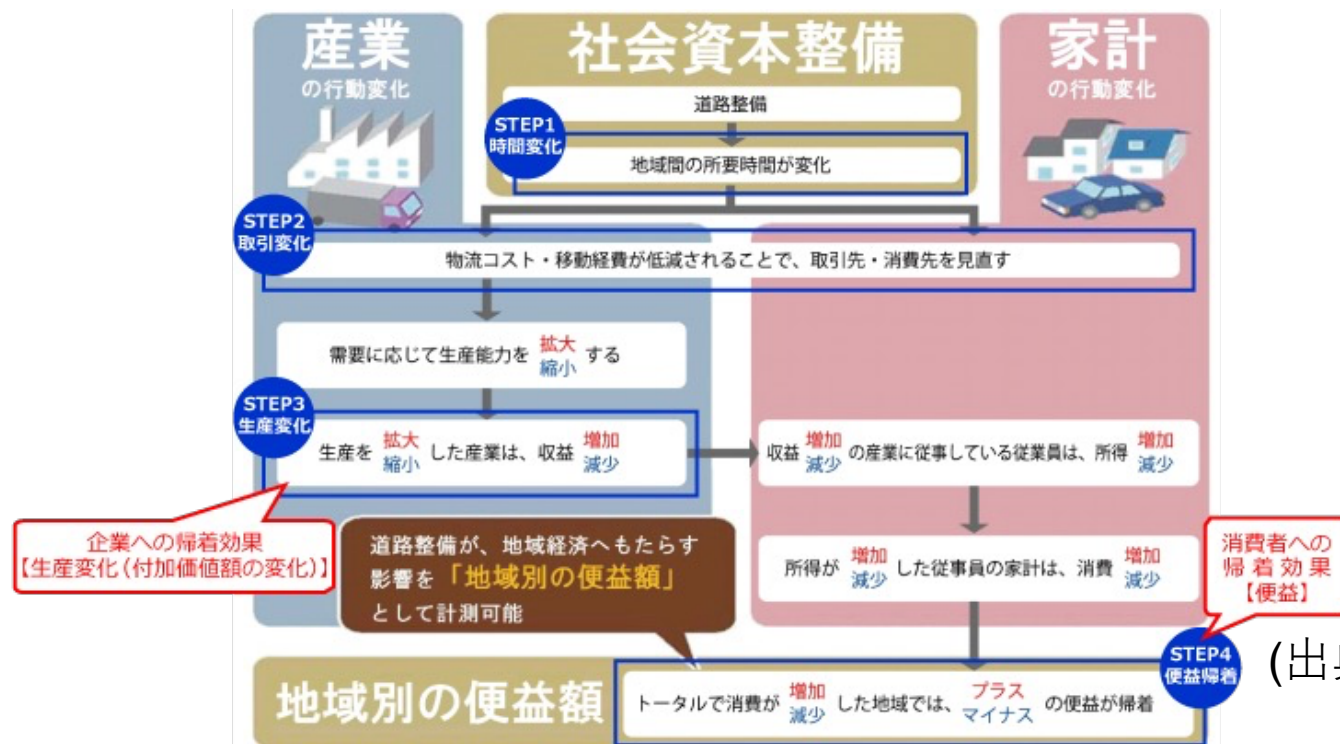 産業
の行動変化
社会資本整備
家計
の行動変化
道路整備
STEP1
時間変化
地域間の所要時間が変化
STEP2
取引変化
物流コスト・移動経費が低減されることで、取引先・消費先を見直す
需要に応じて生産能力を 拡大 縮小 する
STEP3
生産変化
生産を 拡大 縮小 した産業は、収益 増加 減少
収益 増加 減少 の産業に従事している従業員は、所得 増加 減少
企業への帰着効果
【生産変化(付加価値額の変化)】
道路整備が、地域経済へもたらす
影響を「地域別の便益額」
として計測可能
所得が 増加 減少 した従事員の家計は、消費 増加 減少
消費者への
帰着効果
【便益】
STEP4
便益帰着
(出
地域別の便益額
トータルで消費が 増加 減少 した地域では、 プラス マイナス の便益が帰着